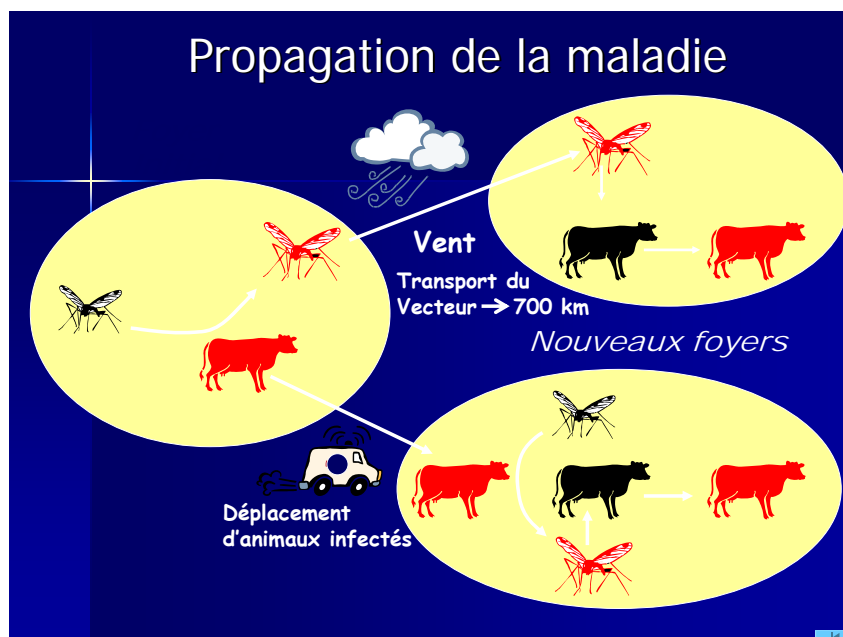 Propagation de la maladie
Vent
Transport du
Vecteur → 700 km
Nouveaux foyers
Déplacement
d'animaux infectés